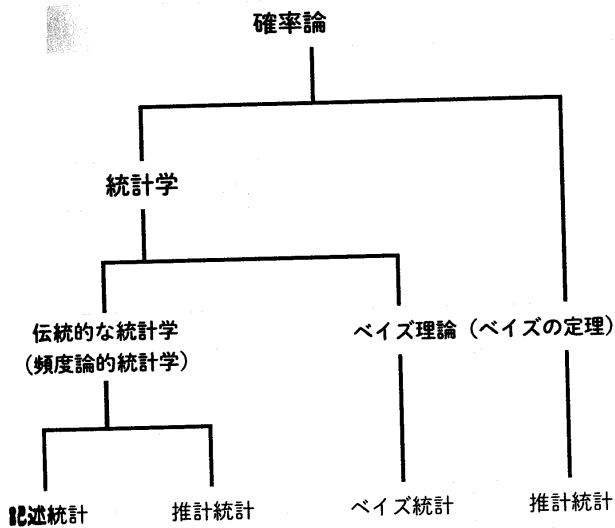 確率論
統計学
伝統的な統計学
(頻度論的統計学)
ベイズ理論(ベイズの定理)
記述統計
推計統計
ベイズ統計
推計統計